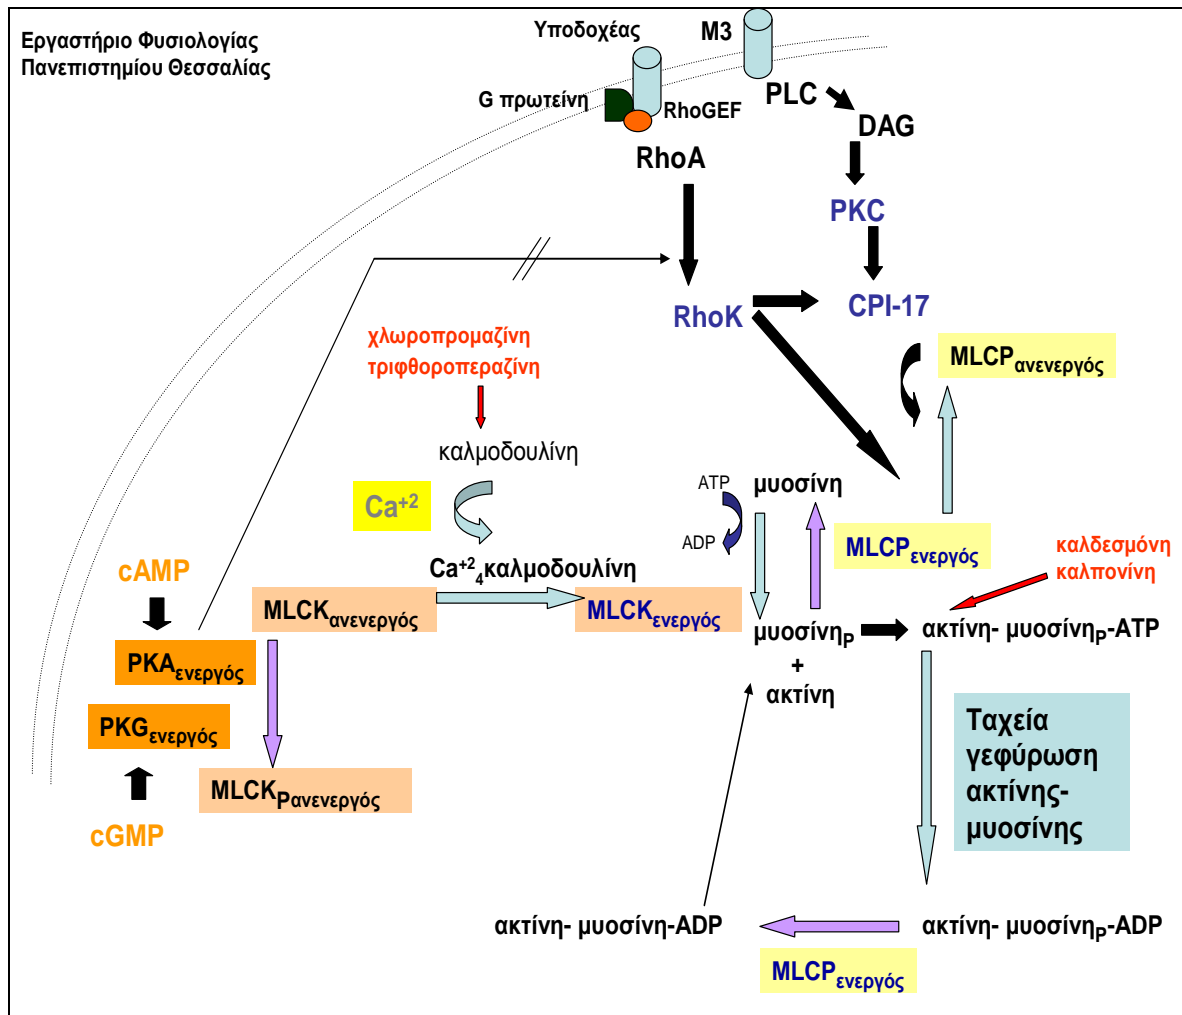 Εργαστήριο Φυσιολογίας
Πανεπιστημίου Θεσσαλίας
Υποδοχέας
M3
G πρωτείνη
RhoGEF
PLC
DAG
RhoA
PKC
RhoK
CPI-17
χλωροπρομαζίνη
τριφθοροπεραζίνη
MLCPανενεργός
καλμοδουλίνη
Ca+2
ATP
μυοσίνη
ADP
MLCPενεργός
καλδεσμόνη
καλπονίνη
cAMP
Ca+24καλμοδουλίνη
MLCKανενεργός
MLCKενεργός
μυοσίνηP
+
ακτίνη
ακτίνη- μυοσίνηP-ATP
PKAενεργός
PKGενεργός
MLCKPανενεργός
cGMP
Ταχεία
γεφύρωση
ακτίνης-
μυοσίνης
ακτίνη- μυοσίνη-ADP
ακτίνη- μυοσίνηP-ADP
MLCPενεργός